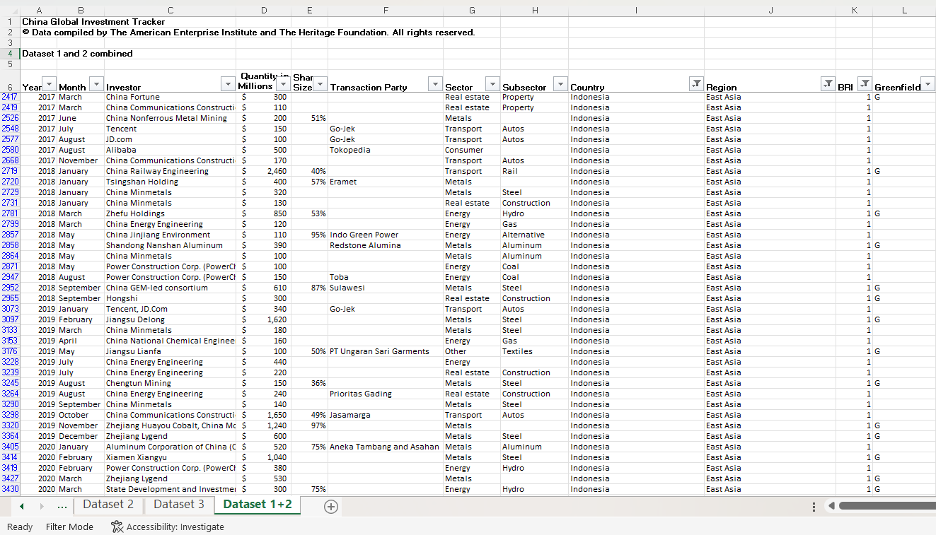 A B C D E F G H I J K L
1 China Global Investment Tracker
2 © Data compiled by The American Enterprise Institute and The Heritage Foundation. All rights reserved.
3
4 Dataset 1 and 2 combined
5
Quantity in Shar
6 Year Month Investor Millions Size Transaction Party Sector Subsector Country Region BRI Greenfield
2417 2017 March China Fortune $ 300 Real estate Property Indonesia East Asia 1 G
2419 2017 March China Communications Constructi $ 110 Real estate Property Indonesia East Asia 1
2526 2017 June China Nonferrous Metal Mining $ 200 51% Metals Indonesia East Asia 1
2548 2017 July Tencent $ 150 Go-Jek Transport Autos Indonesia East Asia 1
2577 2017 August JD.com $ 100 Go-Jek Transport Autos Indonesia East Asia 1
2580 2017 August Alibaba $ 500 Tokopedia Consumer Indonesia East Asia 1
2668 2017 November China Communications Constructi $ 170 Transport Autos Indonesia East Asia 1
2719 2018 January China Railway Engineering $ 2,460 40% Transport Rail Indonesia East Asia 1 G
2720 2018 January Tsingshan Holding $ 400 57% Eramet Metals Indonesia East Asia 1
2729 2018 January China Minmetals $ 320 Metals Steel Indonesia East Asia 1
2731 2018 January China Minmetals $ 130 Real estate Construction Indonesia East Asia 1
2781 2018 March Zhefu Holdings $ 850 53% Energy Hydro Indonesia East Asia 1 G
2799 2018 March China Energy Engineering $ 120 Energy Gas Indonesia East Asia 1
2857 2018 May China Jinjiang Environment $ 110 95% Indo Green Power Energy Alternative Indonesia East Asia 1
2858 2018 May Shandong Nanshan Aluminum $ 390 Redstone Alumina Metals Aluminum Indonesia East Asia 1 G
2864 2018 May China Minmetals $ 100 Metals Aluminum Indonesia East Asia 1
2871 2018 May Power Construction Corp. (PowerCh $ 100 Energy Coal Indonesia East Asia 1
2947 2018 August Power Construction Corp. (PowerCh $ 150 Toba Energy Coal Indonesia East Asia 1
2952 2018 September China GEM-led consortium $ 610 87% Sulawesi Metals Steel Indonesia East Asia 1 G
2965 2018 September Hongshi $ 300 Real estate Construction Indonesia East Asia 1 G
3073 2019 January Tencent, JD.Com $ 340 Go-Jek Transport Autos Indonesia East Asia 1
3097 2019 February Jiangsu Delong $ 1,620 Metals Steel Indonesia East Asia 1 G
3133 2019 March China Minmetals $ 180 Metals Steel Indonesia East Asia 1
3153 2019 April China National Chemical Enginee $ 160 Energy Gas Indonesia East Asia 1
3176 2019 May Jiangsu Lianfa $ 100 50% PT Ungaran Sari Garments Other Textiles Indonesia East Asia 1 G
3228 2019 July China Energy Engineering $ 440 Energy Indonesia East Asia 1
3239 2019 July China Energy Engineering $ 220 Real estate Construction Indonesia East Asia 1
3245 2019 August Chengtun Mining $ 150 36% Metals Steel Indonesia East Asia 1 G
3264 2019 August China Energy Engineering $ 240 Prioritas Gading Real estate Construction Indonesia East Asia 1
3290 2019 September China Minmetals $ 140 Metals Steel Indonesia East Asia 1
3298 2019 October China Communications Constructi $ 1,650 49% Jasamarga Transport Autos Indonesia East Asia 1
3320 2019 November Zhejiang Huayou Cobalt, China Mo $ 1,240 97% Metals Indonesia East Asia 1 G
3364 2019 December Zhejiang Lygend $ 600 Metals Steel Indonesia East Asia 1 G
3405 2020 January Aluminum Corporation of China (C $ 520 75% Aneka Tambang and Asahan Metals Aluminum Indonesia East Asia 1
3414 2020 February Xiamen Xiangyu $ 1,040 Metals Steel Indonesia East Asia 1 G
3419 2020 February Power Construction Corp. (PowerCh $ 380 Energy Hydro Indonesia East Asia 1
3427 2020 March Zhejiang Lygend $ 530 Metals Indonesia East Asia 1 G
3430 2020 March State Development and Investmen $ 300 75% Energy Hydro Indonesia East Asia 1 G
... Dataset 2 Dataset 3 Dataset 1+2
Ready Filter Mode Accessibility: Investigate